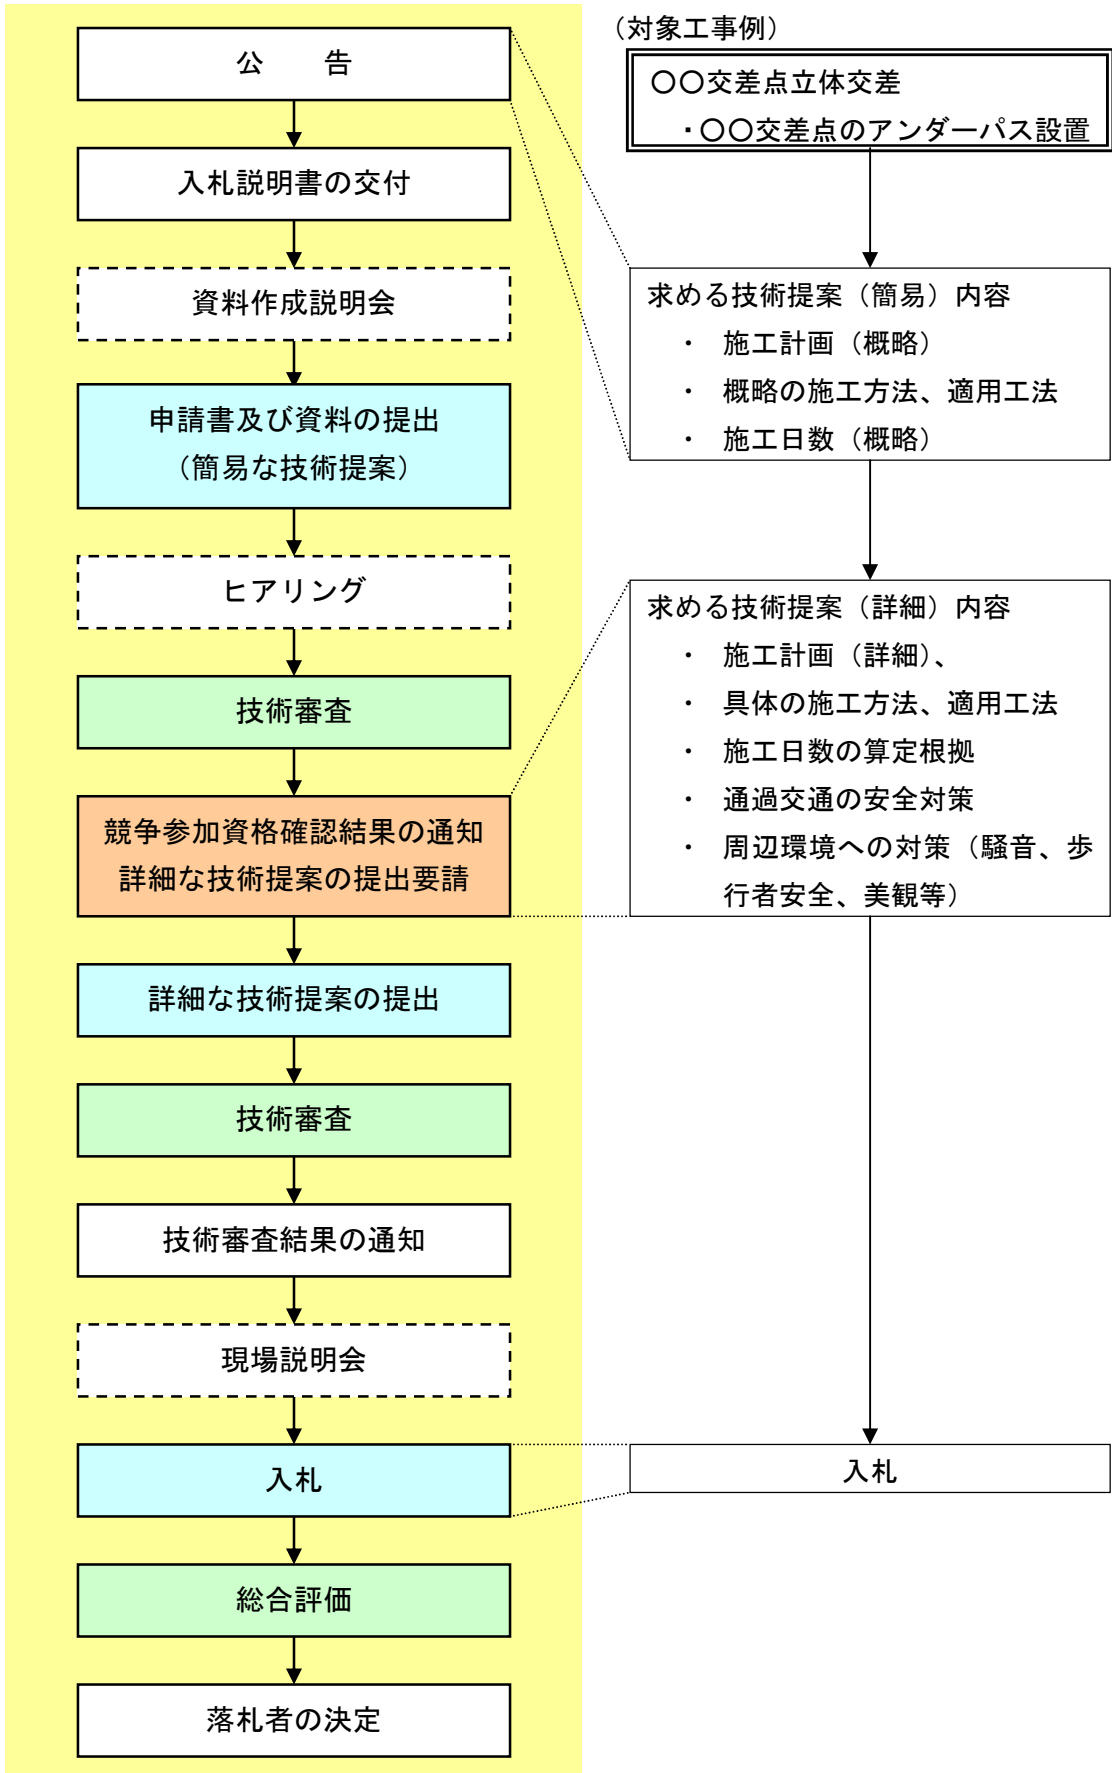 公　　告
入札説明書の交付
資料作成説明会
申請書及び資料の提出
（簡易な技術提案）
ヒアリング
技術審査
競争参加資格確認結果の通知
詳細な技術提案の提出要請
詳細な技術提案の提出
技術審査
技術審査結果の通知
現場説明会
入札
総合評価
落札者の決定
（対象工事例）
〇〇交差点立体交差
・〇〇交差点のアンダーパス設置
求める技術提案（簡易）内容
・ 施工計画（概略）
・ 概略の施工方法、適用工法
・ 施工日数（概略）
求める技術提案（詳細）内容
・ 施工計画（詳細）、
・ 具体の施工方法、適用工法
・ 施工日数の算定根拠
・ 通過交通の安全対策
・ 周辺環境への対策（騒音、歩
行者安全、美観等）
入札